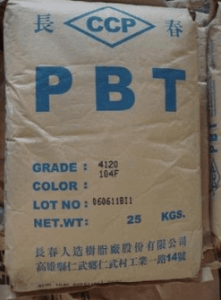 長 CCP 春
PBT
GRADE : 4120
104F
COLOR :
LOT NO : 060611BI1
NET.WT: 25 KGS.
長春人造樹脂廠股份有限公司
高雄縣仁武鄉仁武村工業一路14號